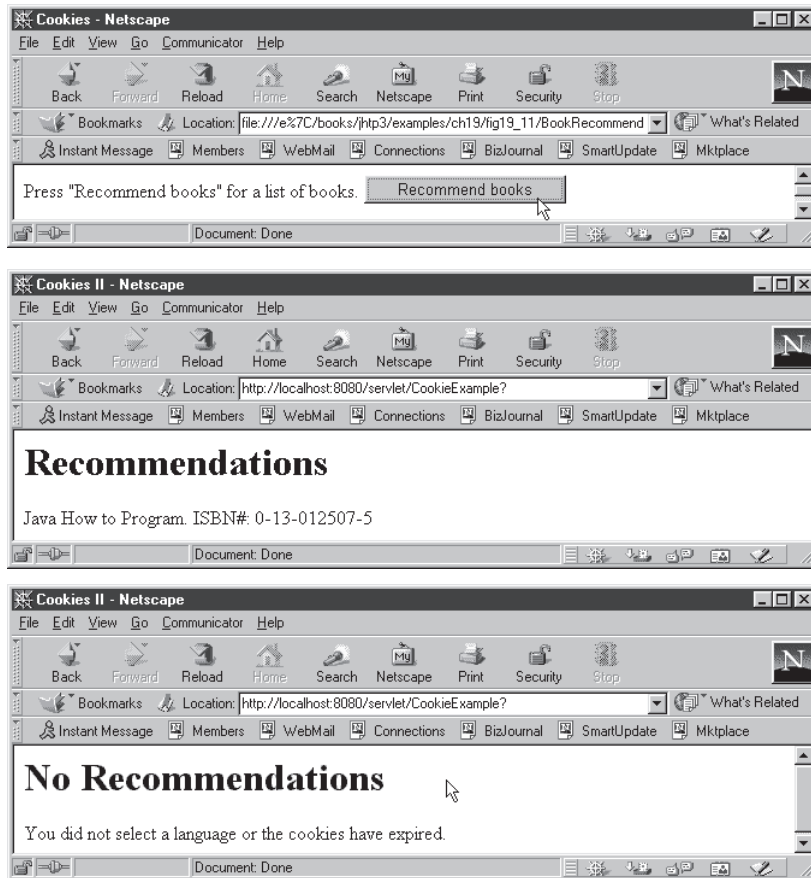 Cookies - Netscape
File Edit View Go Communicator Help
Back Forward Reload Home Search Netscape Print Security Stop
My
N
Bookmarks Location: file:///e%7C/books/jhtp3/examples/ch19/fig19_11/BookRecommend What's Related
Instant Message Members WebMail Connections BizJournal SmartUpdate Mktplace
Press "Recommend books" for a list of books. Recommend books
Document: Done
Cookies II - Netscape
File Edit View Go Communicator Help
Back Forward Reload Home Search Netscape Print Security Stop
My
N
Bookmarks Location: http://localhost:8080/servlet/CookieExample? What's Related
Instant Message Members WebMail Connections BizJournal SmartUpdate Mktplace
Recommendations
Java How to Program. ISBN#: 0-13-012507-5
Document: Done
Cookies II - Netscape
File Edit View Go Communicator Help
Back Forward Reload Home Search Netscape Print Security Stop
My
N
Bookmarks Location: http://localhost:8080/servlet/CookieExample? What's Related
Instant Message Members WebMail Connections BizJournal SmartUpdate Mktplace
No Recommendations
You did not select a language or the cookies have expired.
Document: Done